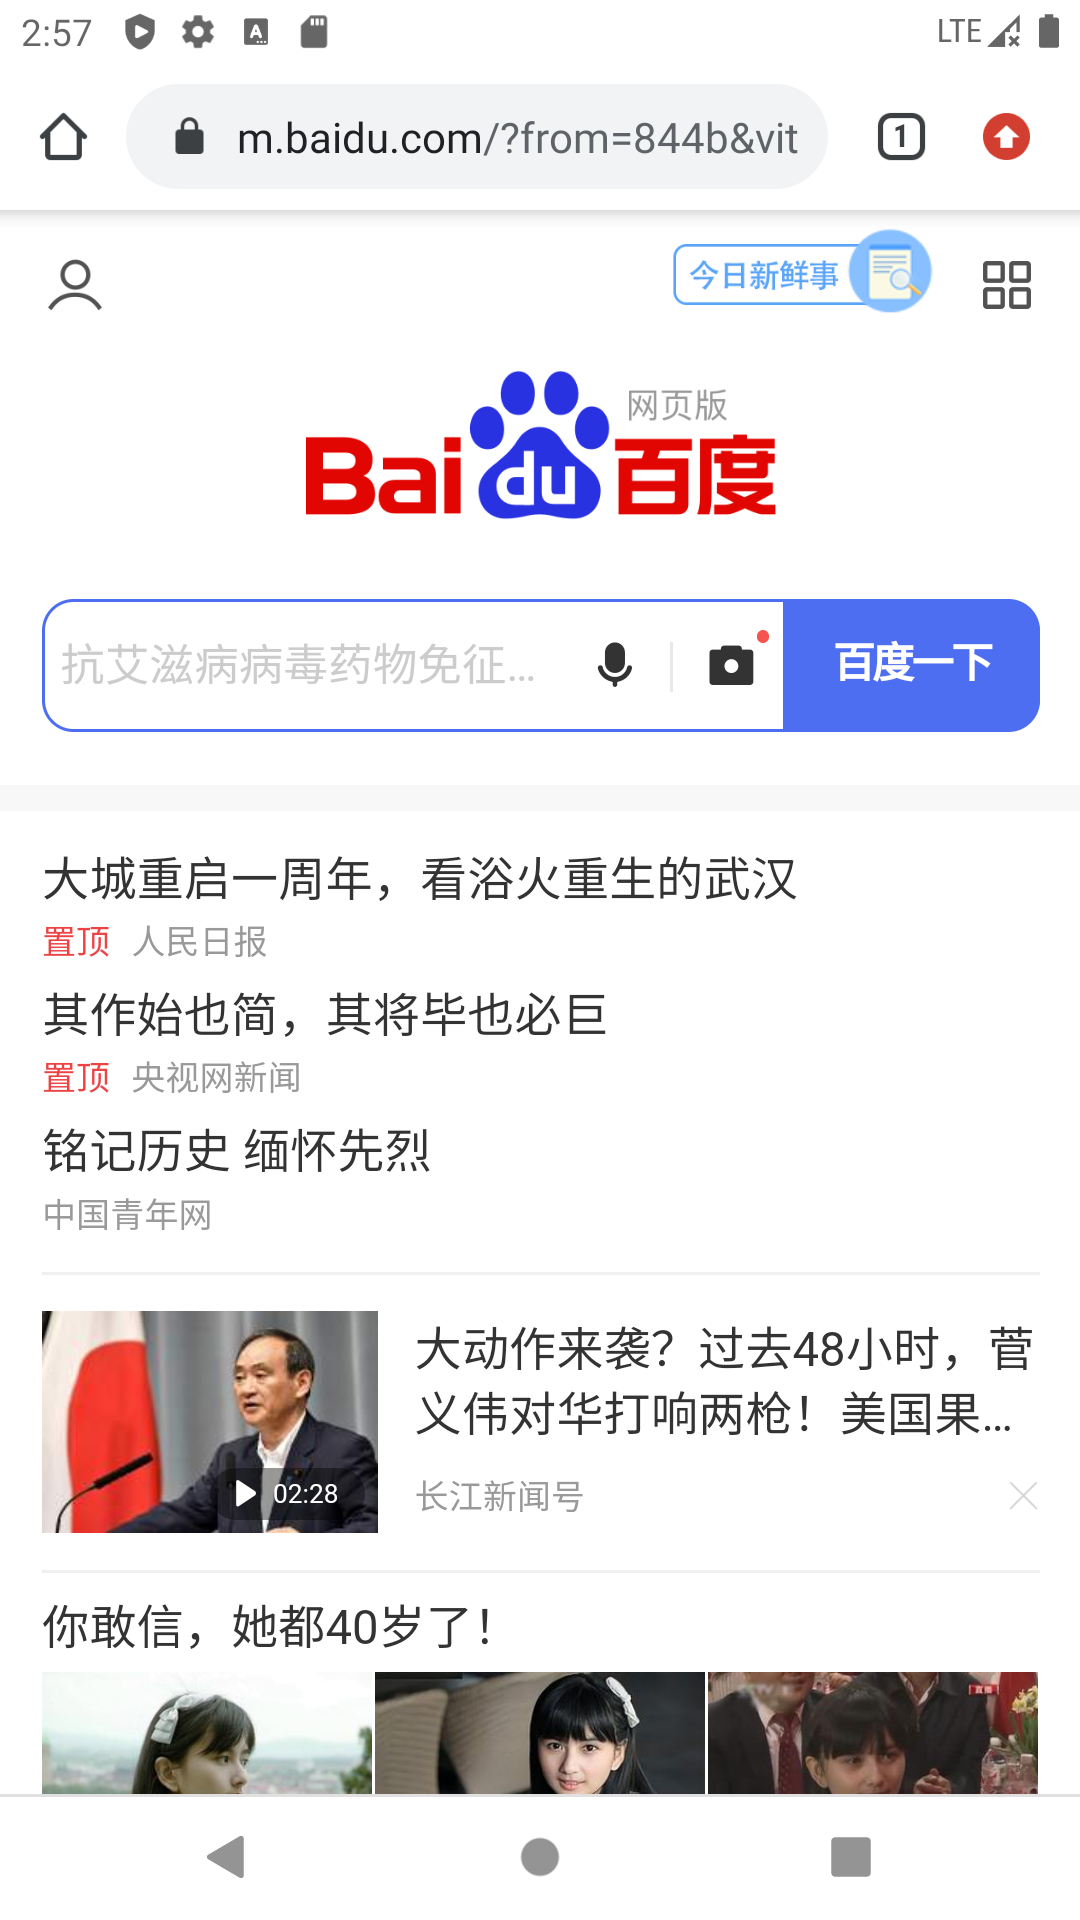 2:57
LTE
m.baidu.com/?from=844b&vit
1
今日新鲜事
网页版
Bai du 百度
抗艾滋病病毒药物免征...
百度一下
大城重启一周年，看浴火重生的武汉
置顶 人民日报
其作始也简，其将毕也必巨
置顶 央视网新闻
铭记历史 缅怀先烈
中国青年网
大动作来袭？过去48小时，菅
义伟对华打响两枪！美国果...
02:28
长江新闻号
你敢信，她都40岁了！
直播